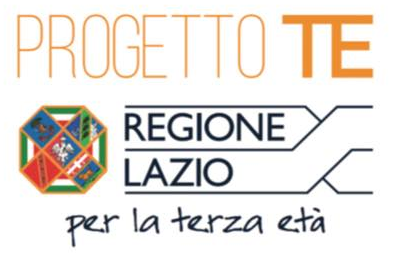 PROGETTO TE
REGIONE
LAZIO
per la terza età